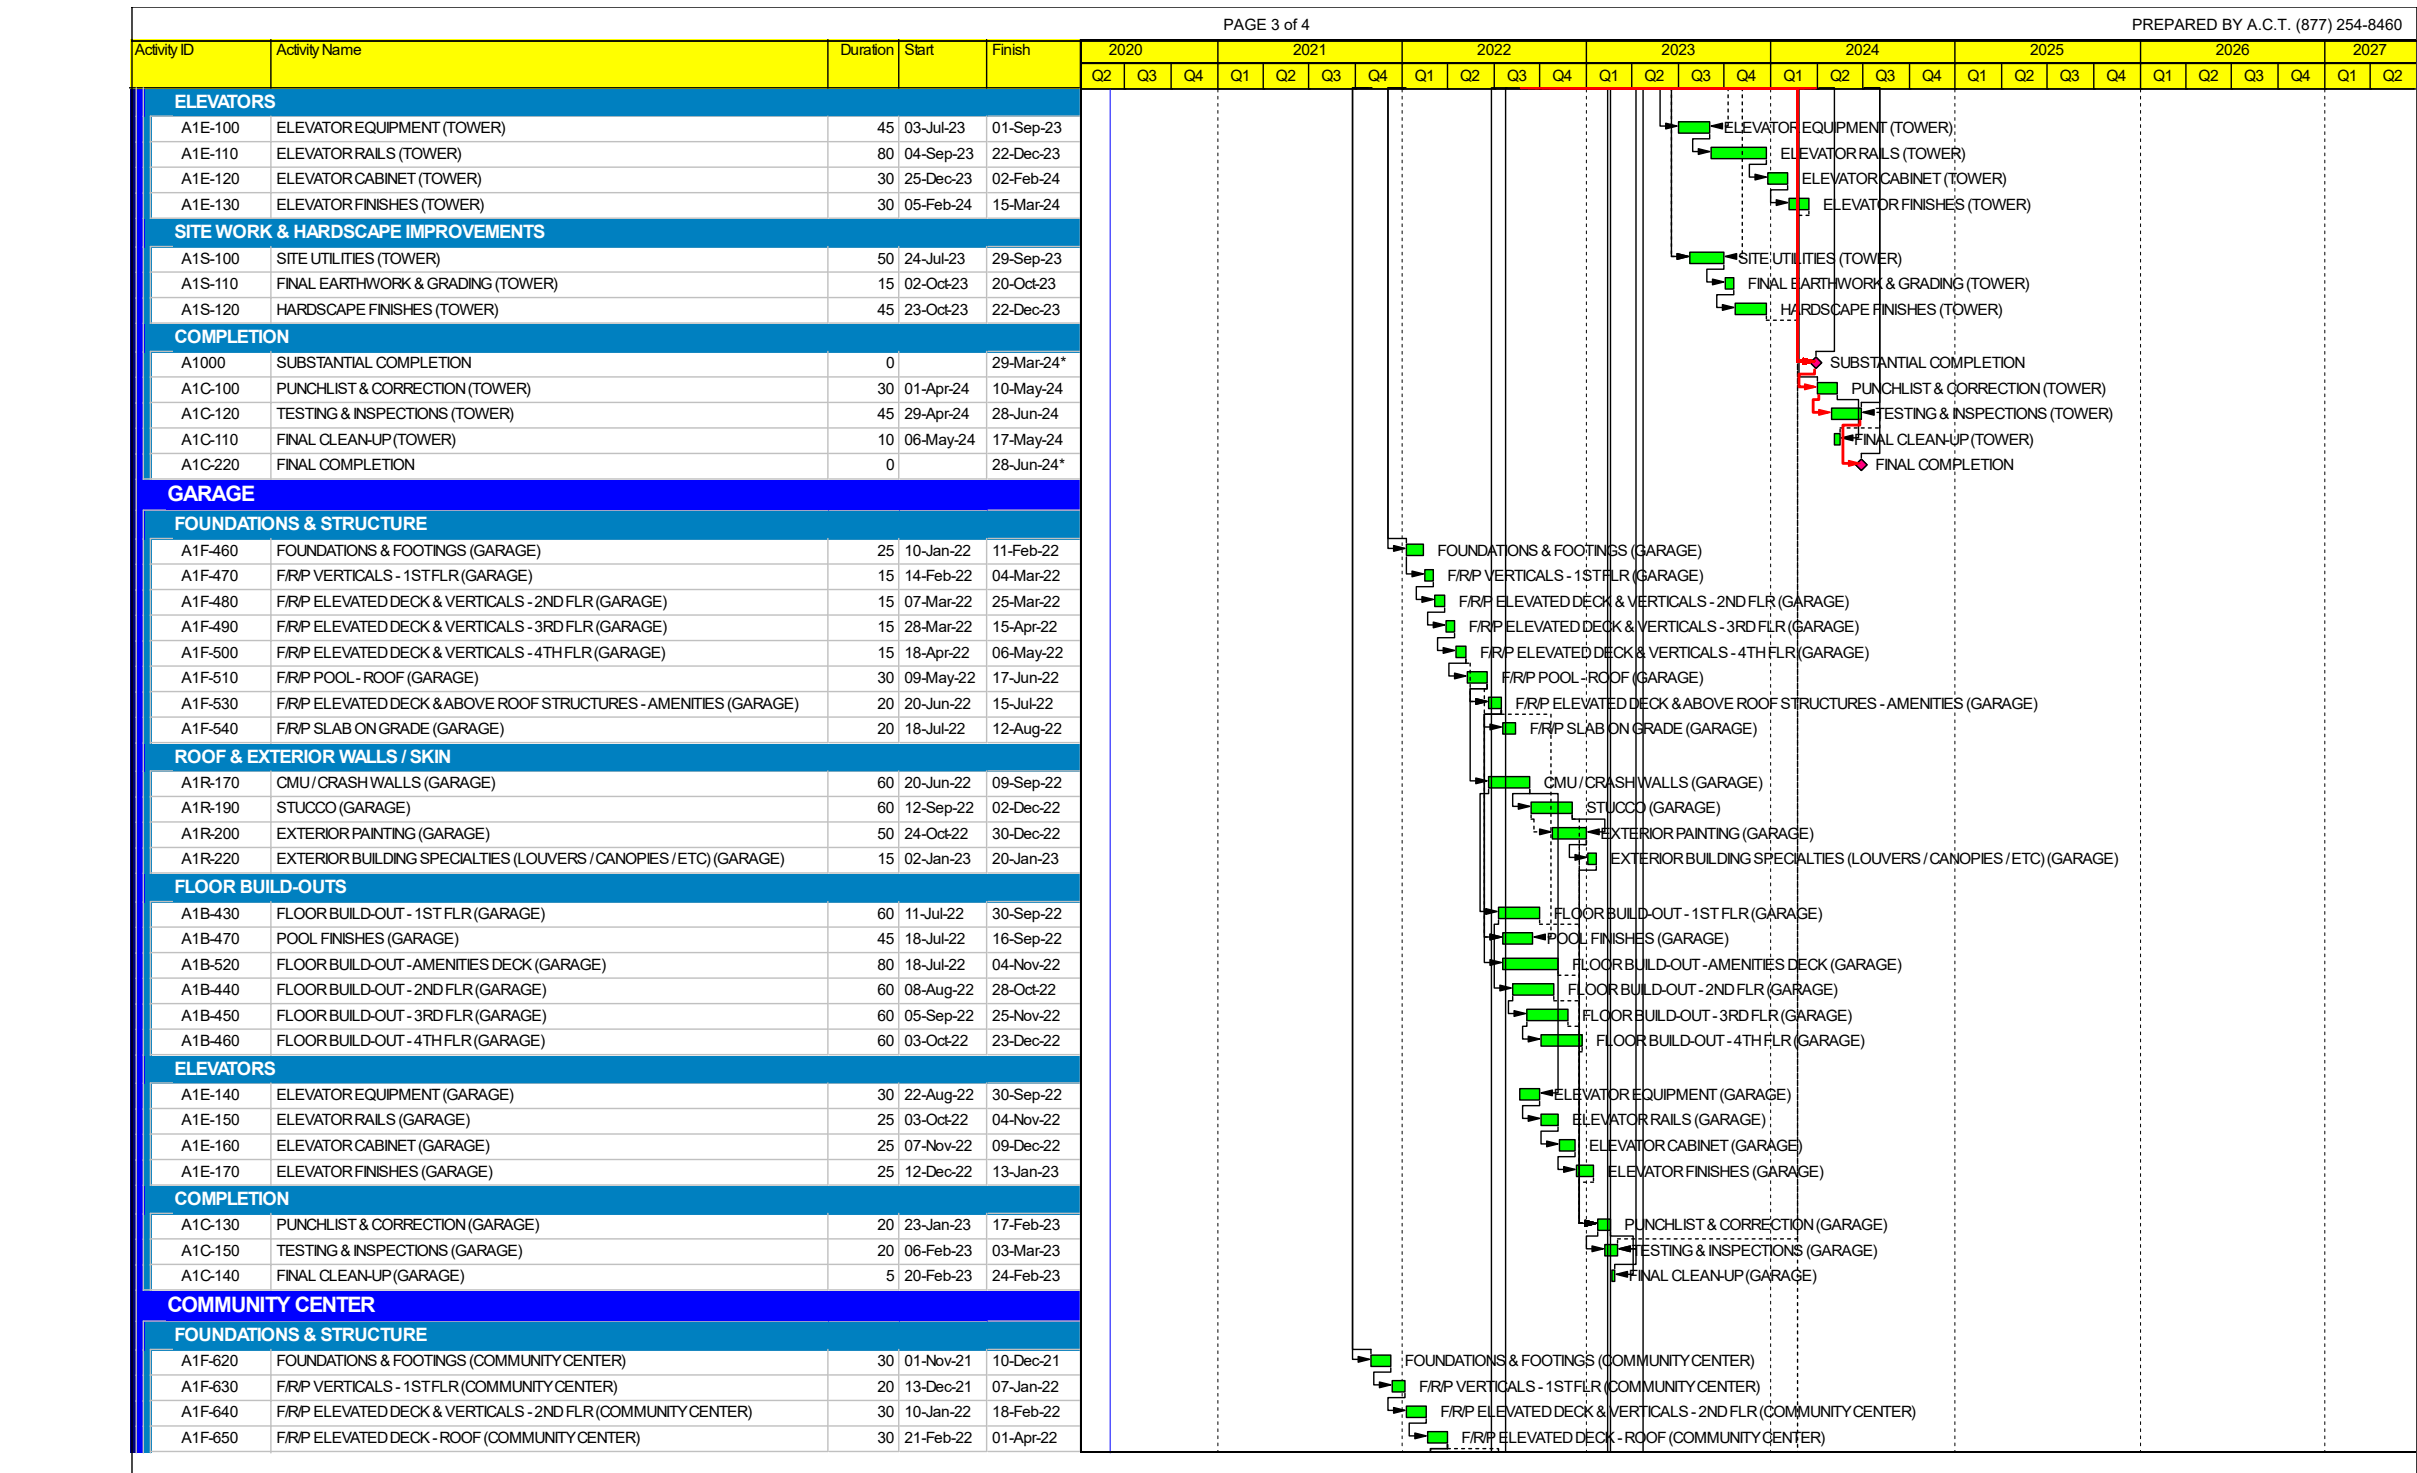 PAGE 3 of 4 PREPARED BY A.C.T. (877) 254-8460
Activity ID Activity Name Duration Start Finish 2020 2021 2022 2023 2024 2025 2026 2027
Q2 Q3 Q4 Q1 Q2 Q3 Q4 Q1 Q2 Q3 Q4 Q1 Q2 Q3 Q4 Q1 Q2 Q3 Q4 Q1 Q2 Q3 Q4 Q1 Q2 Q3 Q4 Q1 Q2
ELEVATORS
A1E-100 ELEVATOR EQUIPMENT (TOWER) 45 03-Jul-23 01-Sep-23 ELEVATOR EQUIPMENT (TOWER)
A1E-110 ELEVATOR RAILS (TOWER) 80 04-Sep-23 22-Dec-23 ELEVATOR RAILS (TOWER)
A1E-120 ELEVATOR CABINET (TOWER) 30 25-Dec-23 02-Feb-24 ELEVATOR CABINET (TOWER)
A1E-130 ELEVATOR FINISHES (TOWER) 30 05-Feb-24 15-Mar-24 ELEVATOR FINISHES (TOWER)
SITE WORK & HARDSCAPE IMPROVEMENTS
A1S-100 SITE UTILITIES (TOWER) 50 24-Jul-23 29-Sep-23 SITE UTILITIES (TOWER)
A1S-110 FINAL EARTHWORK & GRADING (TOWER) 15 02-Oct-23 20-Oct-23 FINAL EARTHWORK & GRADING (TOWER)
A1S-120 HARDSCAPE FINISHES (TOWER) 45 23-Oct-23 22-Dec-23 HARDSCAPE FINISHES (TOWER)
COMPLETION
A1000 SUBSTANTIAL COMPLETION 0 29-Mar-24* SUBSTANTIAL COMPLETION
A1C-100 PUNCHLIST & CORRECTION (TOWER) 30 01-Apr-24 10-May-24 PUNCHLIST & CORRECTION (TOWER)
A1C-120 TESTING & INSPECTIONS (TOWER) 45 29-Apr-24 28-Jun-24 TESTING & INSPECTIONS (TOWER)
A1C-110 FINAL CLEAN-UP (TOWER) 10 06-May-24 17-May-24 FINAL CLEAN-UP (TOWER)
A1C-220 FINAL COMPLETION 0 28-Jun-24* FINAL COMPLETION
GARAGE
FOUNDATIONS & STRUCTURE
A1F-460 FOUNDATIONS & FOOTINGS (GARAGE) 25 10-Jan-22 11-Feb-22 FOUNDATIONS & FOOTINGS (GARAGE)
A1F-470 F/R/P VERTICALS - 1ST FLR (GARAGE) 15 14-Feb-22 04-Mar-22 F/R/P VERTICALS - 1ST FLR (GARAGE)
A1F-480 F/R/P ELEVATED DECK & VERTICALS - 2ND FLR (GARAGE) 15 07-Mar-22 25-Mar-22 F/R/P ELEVATED DECK & VERTICALS - 2ND FLR (GARAGE)
A1F-490 F/R/P ELEVATED DECK & VERTICALS - 3RD FLR (GARAGE) 15 28-Mar-22 15-Apr-22 F/R/P ELEVATED DECK & VERTICALS - 3RD FLR (GARAGE)
A1F-500 F/R/P ELEVATED DECK & VERTICALS - 4TH FLR (GARAGE) 15 18-Apr-22 06-May-22 F/R/P ELEVATED DECK & VERTICALS - 4TH FLR (GARAGE)
A1F-510 F/R/P POOL - ROOF (GARAGE) 30 09-May-22 17-Jun-22 F/R/P POOL - ROOF (GARAGE)
A1F-530 F/R/P ELEVATED DECK & ABOVE ROOF STRUCTURES - AMENITIES (GARAGE) 20 20-Jun-22 15-Jul-22 F/R/P ELEVATED DECK & ABOVE ROOF STRUCTURES - AMENITIES (GARAGE)
A1F-540 F/R/P SLAB ON GRADE (GARAGE) 20 18-Jul-22 12-Aug-22 F/R/P SLAB ON GRADE (GARAGE)
ROOF & EXTERIOR WALLS / SKIN
A1R-170 CMU / CRASH WALLS (GARAGE) 60 20-Jun-22 09-Sep-22 CMU / CRASH WALLS (GARAGE)
A1R-190 STUCCO (GARAGE) 60 12-Sep-22 02-Dec-22 STUCCO (GARAGE)
A1R-200 EXTERIOR PAINTING (GARAGE) 50 24-Oct-22 30-Dec-22 EXTERIOR PAINTING (GARAGE)
A1R-220 EXTERIOR BUILDING SPECIALTIES (LOUVERS / CANOPIES / ETC) (GARAGE) 15 02-Jan-23 20-Jan-23 EXTERIOR BUILDING SPECIALTIES (LOUVERS / CANOPIES / ETC) (GARAGE)
FLOOR BUILD-OUTS
A1B-430 FLOOR BUILD-OUT - 1ST FLR (GARAGE) 60 11-Jul-22 30-Sep-22 FLOOR BUILD-OUT - 1ST FLR (GARAGE)
A1B-470 POOL FINISHES (GARAGE) 45 18-Jul-22 16-Sep-22 POOL FINISHES (GARAGE)
A1B-520 FLOOR BUILD-OUT - AMENITIES DECK (GARAGE) 80 18-Jul-22 04-Nov-22 FLOOR BUILD-OUT - AMENITIES DECK (GARAGE)
A1B-440 FLOOR BUILD-OUT - 2ND FLR (GARAGE) 60 08-Aug-22 28-Oct-22 FLOOR BUILD-OUT - 2ND FLR (GARAGE)
A1B-450 FLOOR BUILD-OUT - 3RD FLR (GARAGE) 60 05-Sep-22 25-Nov-22 FLOOR BUILD-OUT - 3RD FLR (GARAGE)
A1B-460 FLOOR BUILD-OUT - 4TH FLR (GARAGE) 60 03-Oct-22 23-Dec-22 FLOOR BUILD-OUT - 4TH FLR (GARAGE)
ELEVATORS
A1E-140 ELEVATOR EQUIPMENT (GARAGE) 30 22-Aug-22 30-Sep-22 ELEVATOR EQUIPMENT (GARAGE)
A1E-150 ELEVATOR RAILS (GARAGE) 25 03-Oct-22 04-Nov-22 ELEVATOR RAILS (GARAGE)
A1E-160 ELEVATOR CABINET (GARAGE) 25 07-Nov-22 09-Dec-22 ELEVATOR CABINET (GARAGE)
A1E-170 ELEVATOR FINISHES (GARAGE) 25 12-Dec-22 13-Jan-23 ELEVATOR FINISHES (GARAGE)
COMPLETION
A1C-130 PUNCHLIST & CORRECTION (GARAGE) 20 23-Jan-23 17-Feb-23 PUNCHLIST & CORRECTION (GARAGE)
A1C-150 TESTING & INSPECTIONS (GARAGE) 20 06-Feb-23 03-Mar-23 TESTING & INSPECTIONS (GARAGE)
A1C-140 FINAL CLEAN-UP (GARAGE) 5 20-Feb-23 24-Feb-23 FINAL CLEAN-UP (GARAGE)
COMMUNITY CENTER
FOUNDATIONS & STRUCTURE
A1F-620 FOUNDATIONS & FOOTINGS (COMMUNITY CENTER) 30 01-Nov-21 10-Dec-21 FOUNDATIONS & FOOTINGS (COMMUNITY CENTER)
A1F-630 F/R/P VERTICALS - 1ST FLR (COMMUNITY CENTER) 20 13-Dec-21 07-Jan-22 F/R/P VERTICALS - 1ST FLR (COMMUNITY CENTER)
A1F-640 F/R/P ELEVATED DECK & VERTICALS - 2ND FLR (COMMUNITY CENTER) 30 10-Jan-22 18-Feb-22 F/R/P ELEVATED DECK & VERTICALS - 2ND FLR (COMMUNITY CENTER)
A1F-650 F/R/P ELEVATED DECK - ROOF (COMMUNITY CENTER) 30 21-Feb-22 01-Apr-22 F/R/P ELEVATED DECK - ROOF (COMMUNITY CENTER)